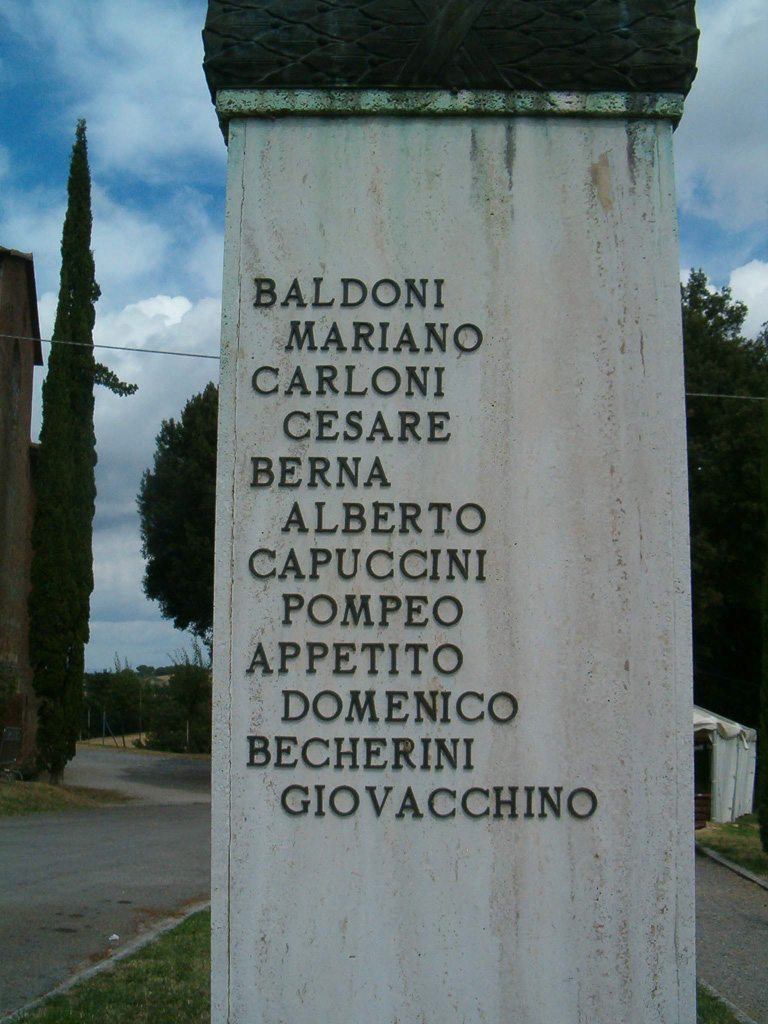 BALDONI
MARIANO
CARLONI
CESARE
BERNA
ALBERTO
CAPUCCINI
POMPEO
APPETITO
DOMENICO
BECHERINI
GIOVACCHINO